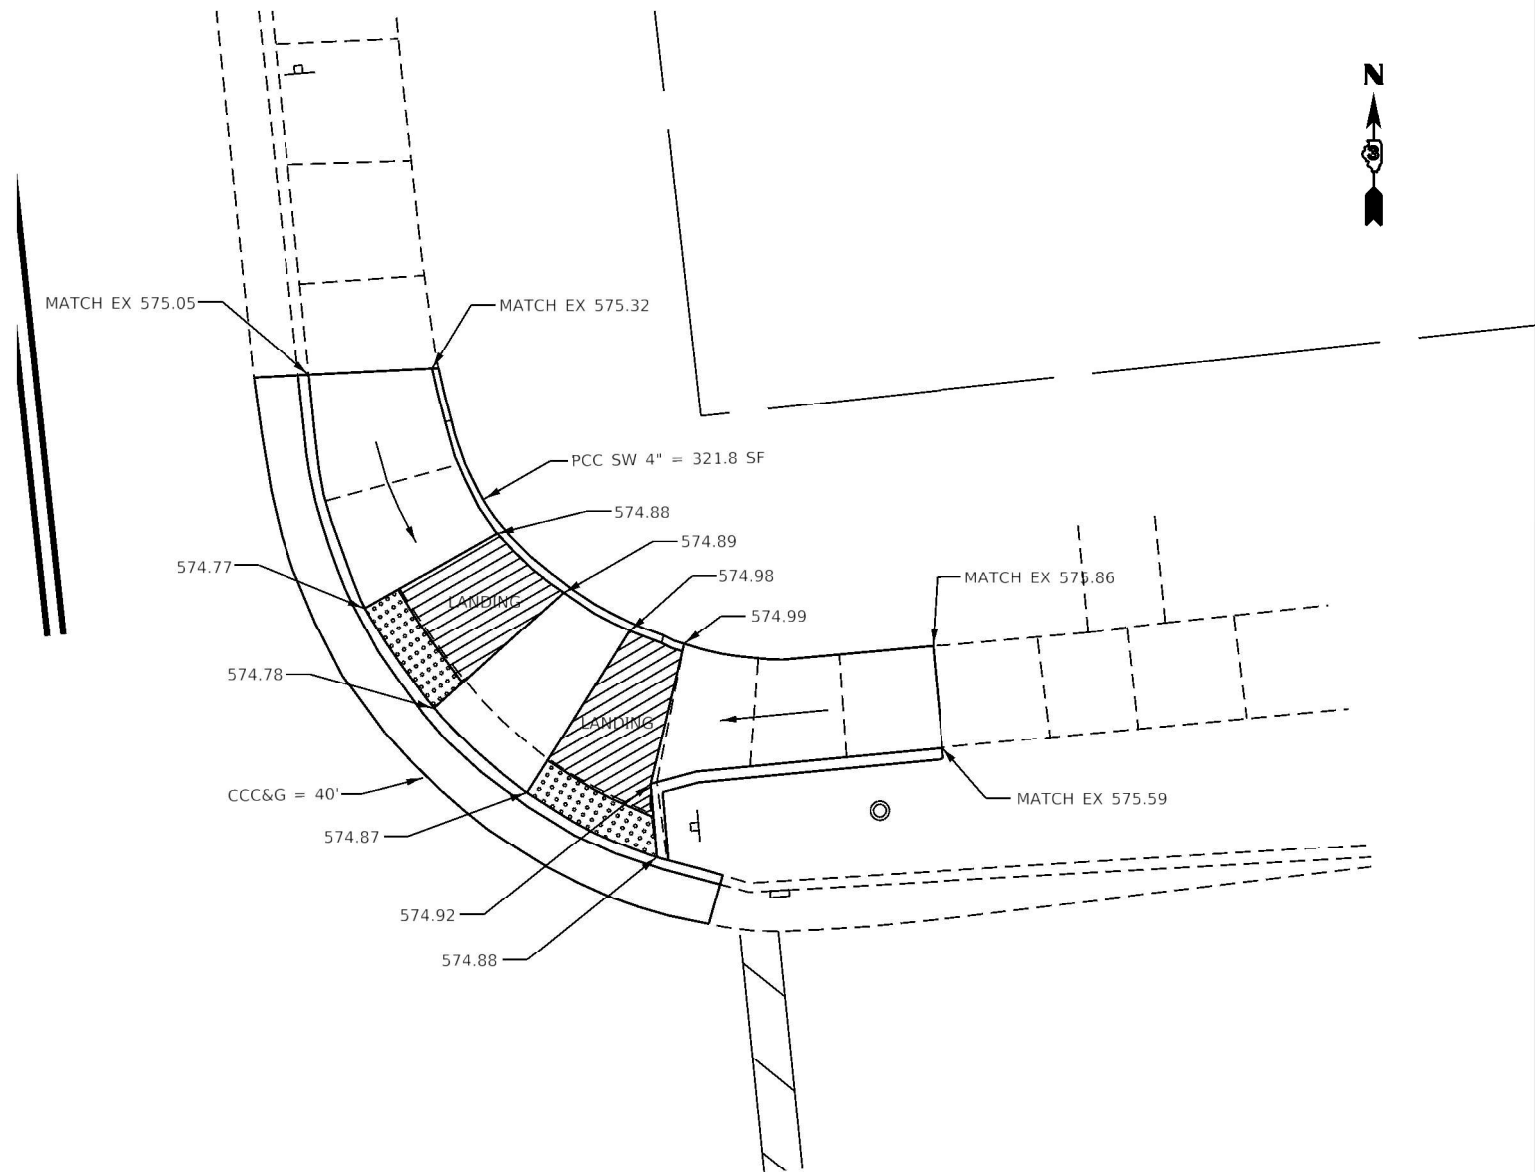 N
MATCH EX 575.05
MATCH EX 575.32
PCC SW 4" = 321.8 SF
574.88
574.89
574.77
574.98
MATCH EX 575.86
LANDING
574.99
574.78
LANDING
CCC&G = 40'
MATCH EX 575.59
574.87
574.92
574.88